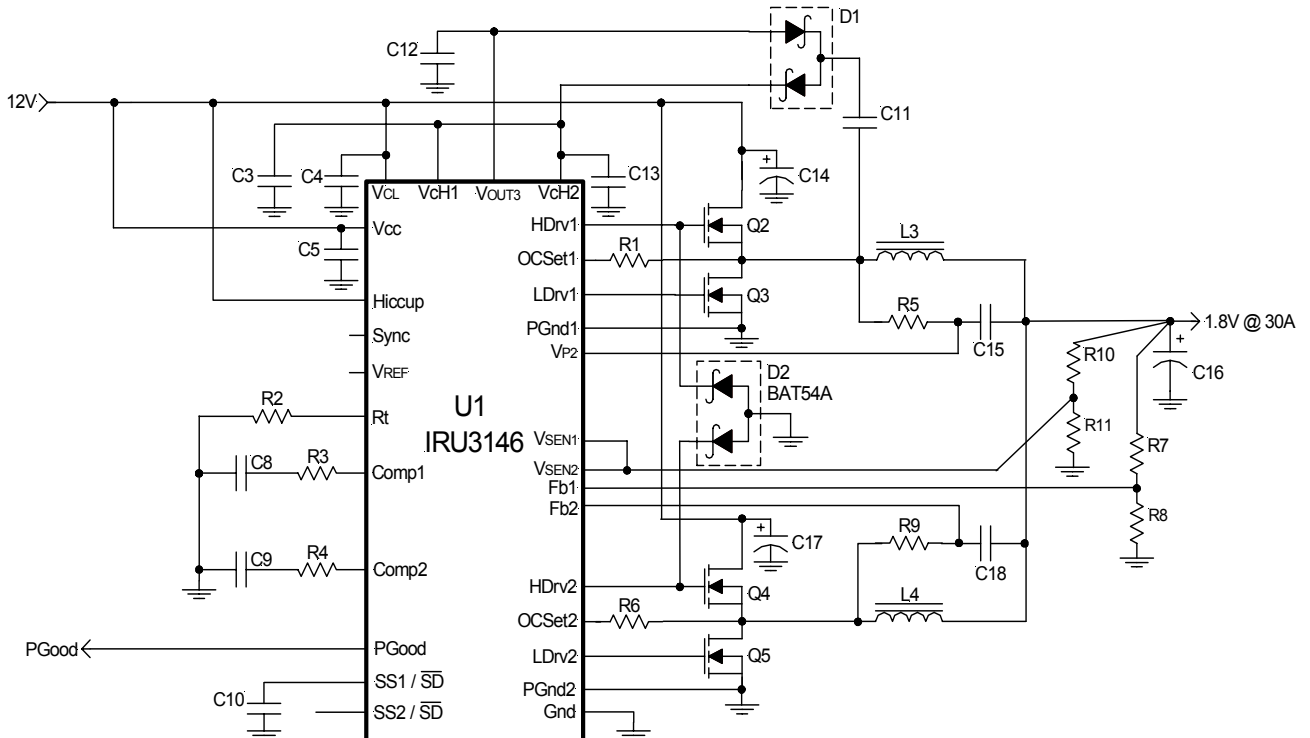 D1
C12
12V
C11
C3
C4
C13
C14
VCL
VcH1
VOUT3
VcH2
Vcc
HDrv1
Q2
L3
C5
OCSet1
R1
Hiccup
LDrv1
Q3
R5
Sync
PGnd1
C15
1.8V @ 30A
VP2
R10
C16
VREF
D2
BAT54A
R2
Rt
U1
IRU3146
R11
VSEN1
R7
C8
R3
Comp1
VSEN2
Fb1
Fb2
R8
C17
R9
C18
C9
R4
Comp2
HDrv2
Q4
L4
OCSet2
R6
PGood
PGood
LDrv2
Q5
SS1 / SD
PGnd2
C10
SS2 / SD
Gnd